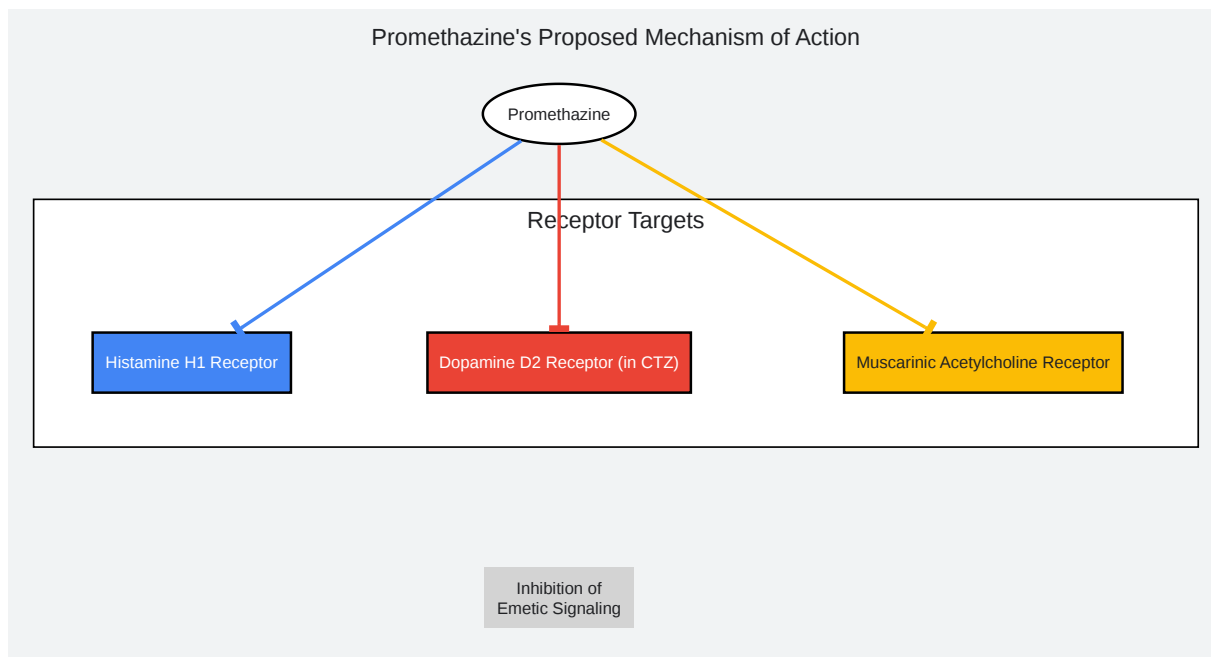 Promethazine's Proposed Mechanism of Action
Promethazine
Receptor Targets
Histamine H1 Receptor
Dopamine D2 Receptor (in CTZ)
Muscarinic Acetylcholine Receptor
Inhibition of
Emetic Signaling